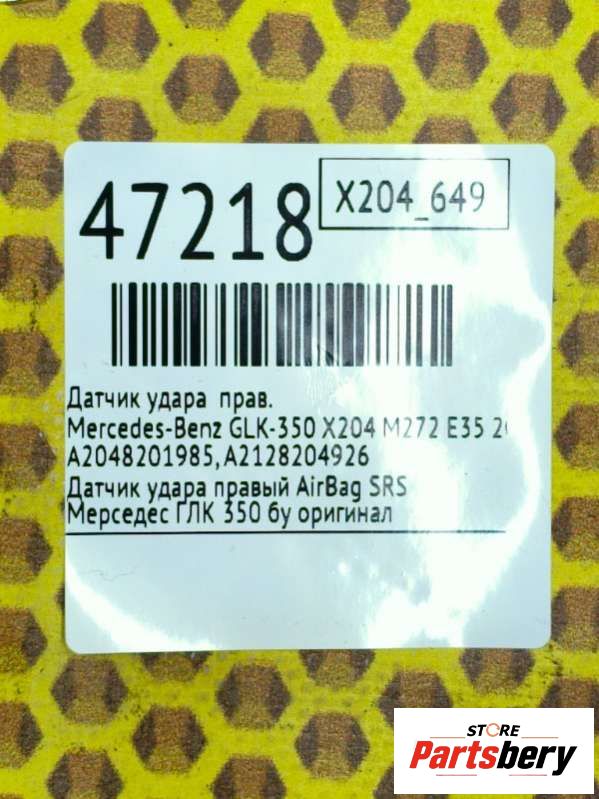 47218
X204_649
Датчик удара прав.
Mercedes-Benz GLK-350 X204 M272 E35
A2048201985, A2128204926
Датчик удара правый AirBag SRS
Мерседес ГЛК 350 бу оригинал
STORE
Partsbery